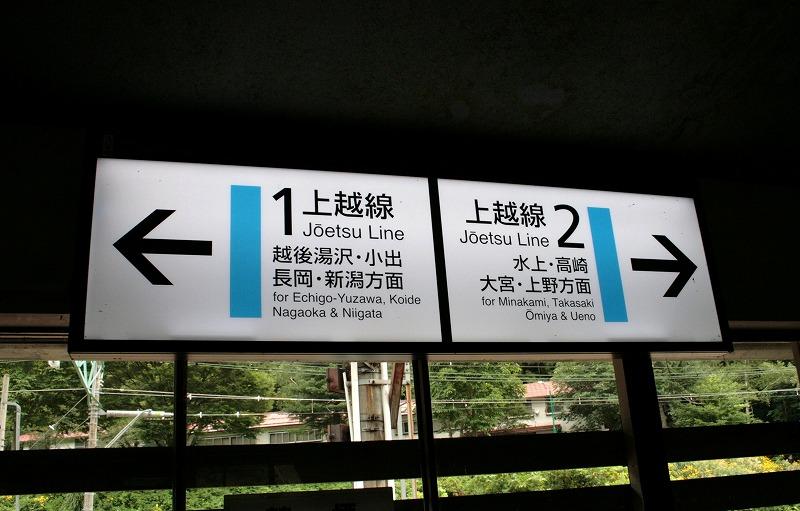 1 上越線
Jōetsu Line
越後湯沢・小出
長岡・新潟方面
for Echigo-Yuzawa, Koide
Nagaoka & Niigata
上越線 2
Jōetsu Line
水上・高崎
大宮・上野方面
for Minakami, Takasaki
Ōmiya & Ueno